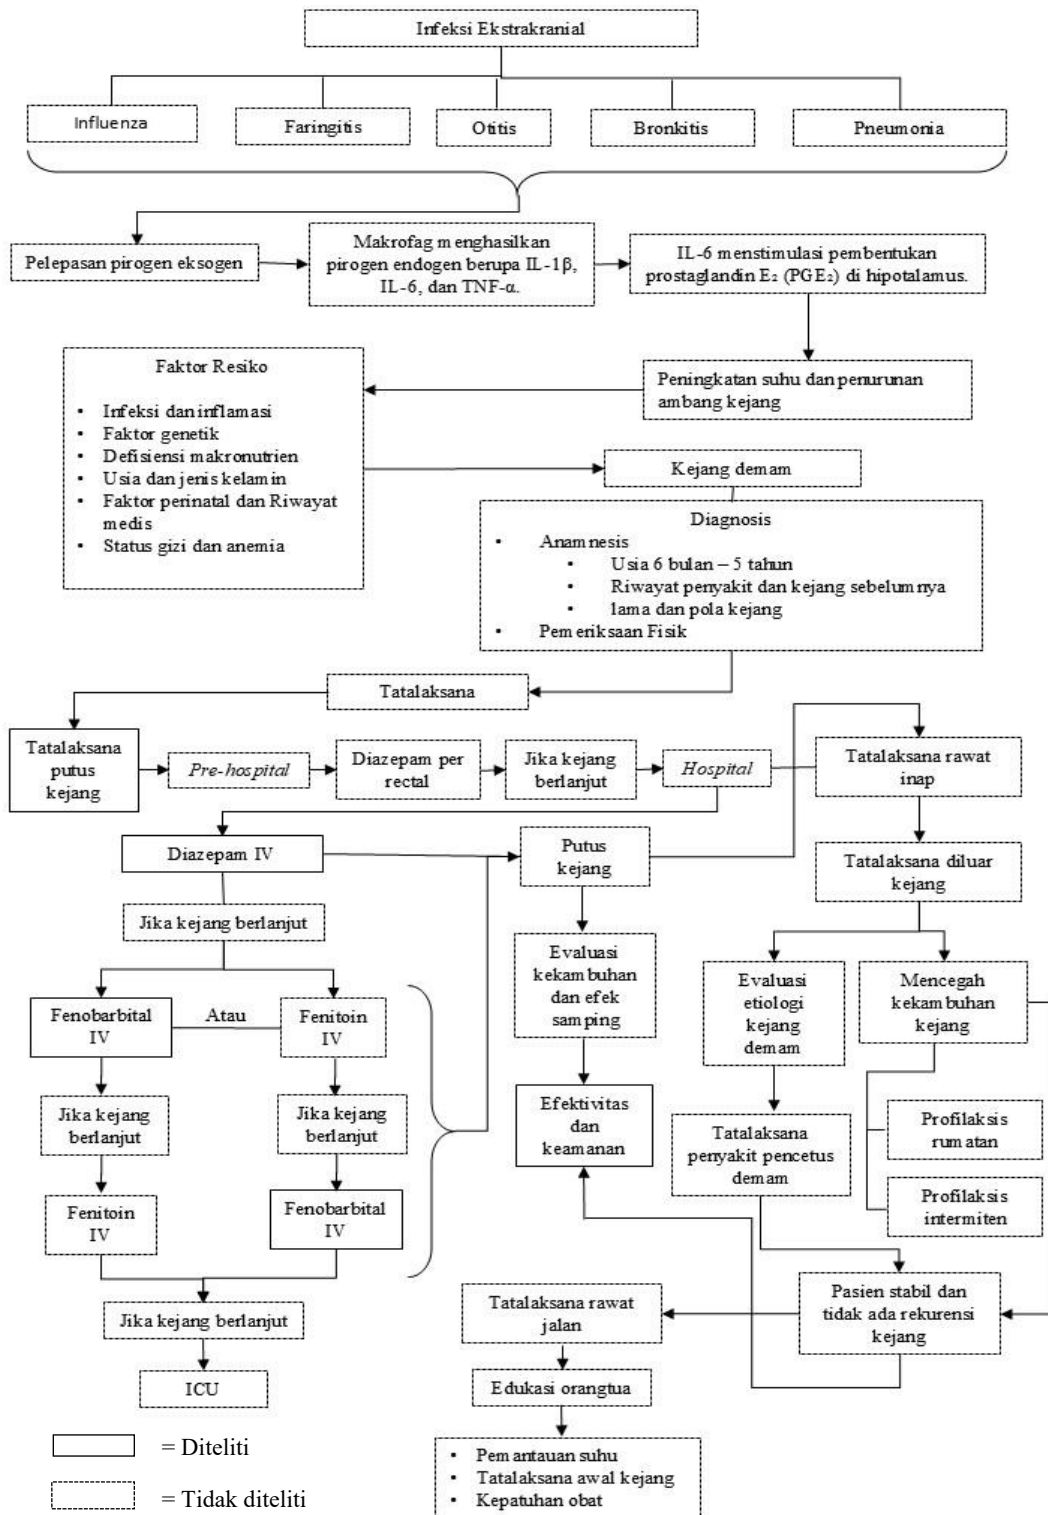 Infeksi Ekstrakranial
Influenza
Faringitis
Otitis
Bronkitis
Pneumonia
Pelepasan pirogen eksogen
Makrofag menghasilkan
pirogen endogen berupa IL-1β,
IL-6, dan TNF-α.
IL-6 menstimulasi pembentukan
prostaglandin E₂ (PGE₂) di hipotalamus.
Peningkatan suhu dan penurunan
ambang kejang
Faktor Resiko
▪ Infeksi dan inflamasi
▪ Faktor genetik
▪ Defisiensi makronutrien
▪ Usia dan jenis kelamin
▪ Faktor perinatal dan Riwayat
medis
▪ Status gizi dan anemia
Kejang demam
Diagnosis
▪ Anamnesis
▪ Usia 6 bulan – 5 tahun
▪ Riwayat penyakit dan kejang sebelumnya
▪ lama dan pola kejang
▪ Pemeriksaan Fisik
Tatalaksana
Tatalaksana
putus
kejang
Pre-hospital
Diazepam per
rectal
Jika kejang
berlanjut
Hospital
Tatalaksana rawat
inap
Diazepam IV
Putus
kejang
Tatalaksana diluar
kejang
Jika kejang berlanjut
Evaluasi
kekambuhan
dan efek
samping
Evaluasi
etiologi
kejang
demam
Mencegah
kekambuhan
kejang
Fenobarbital
IV
Atau
Fenitoin
IV
Jika kejang
berlanjut
Jika kejang
berlanjut
Efektivitas
dan
keamanan
Tatalaksana
penyakit pencetus
demam
Profilaksis
rumatan
Profilaksis
intermiten
Fenitoin
IV
Fenobarbital
IV
Jika kejang berlanjut
ICU
Tatalaksana rawat
jalan
Pasien stabil dan
tidak ada rekurensi
kejang
Edukasi orangtua
▪ Pemantauan suhu
▪ Tatalaksana awal kejang
▪ Kepatuhan obat
= Diteliti
= Tidak diteliti